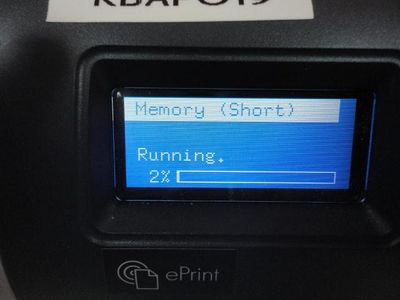 Memory (Short)
Running.
2%
ePrint